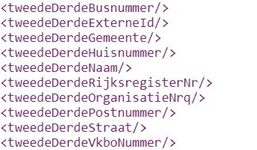 <tweedeDerdeBusnummer/>
<tweedeDerdeExterneId/>
<tweedeDerdeGemeente/>
<tweedeDerdeHuisnummer/>
<tweedeDerdeNaam/>
<tweedeDerdeRijksregisterNr/>
<tweedeDerdeOrganisatieNrq/>
<tweedeDerdePostnummer/>
<tweedeDerdeStraat/>
<tweedeDerdeVkboNummer/>